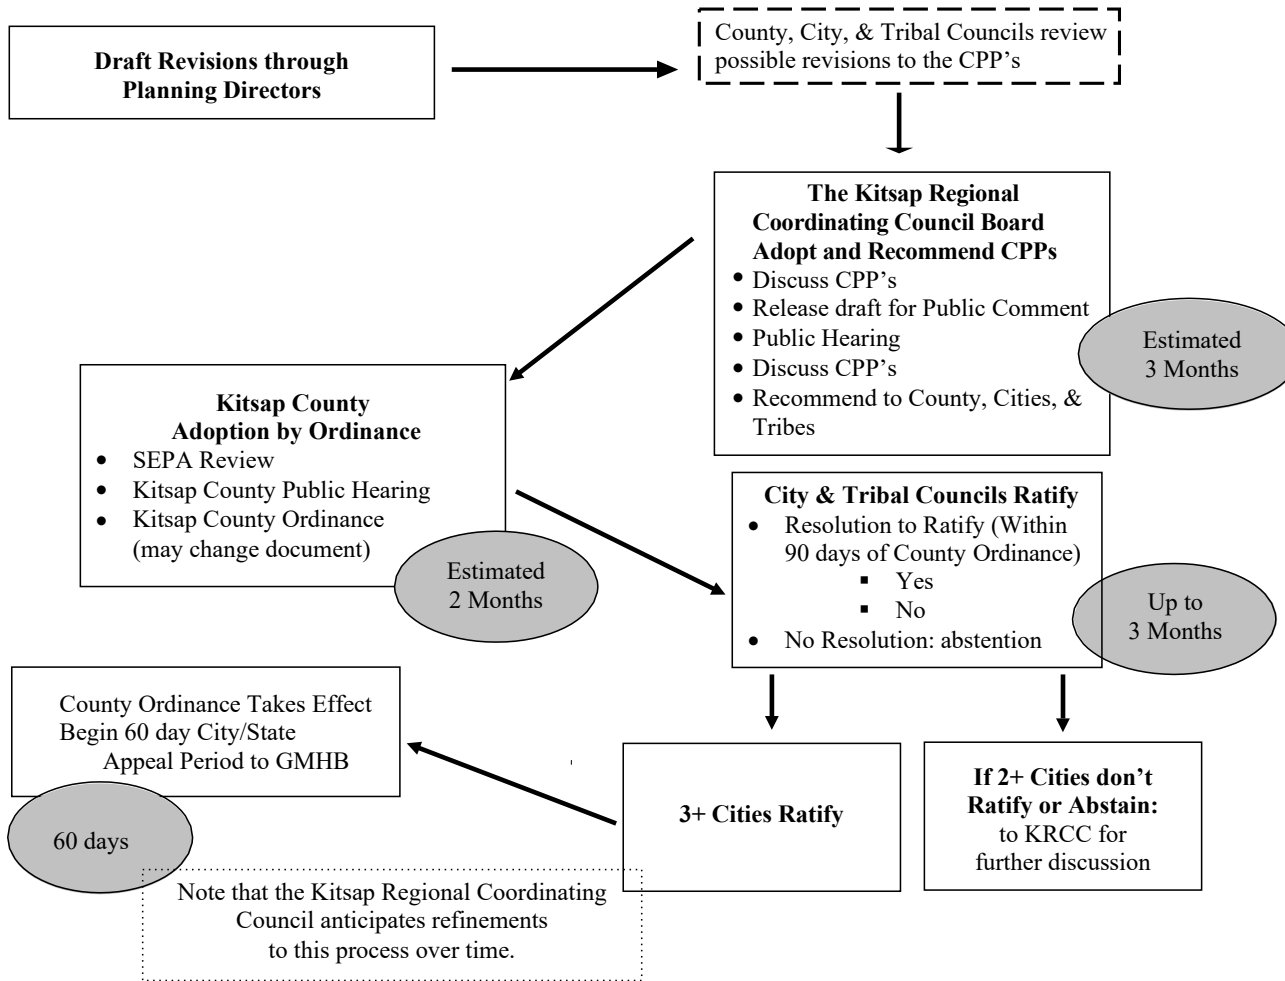 Draft Revisions through
Planning Directors
County, City, & Tribal Councils review
possible revisions to the CPP's
The Kitsap Regional
Coordinating Council Board
Adopt and Recommend CPPs
• Discuss CPP's
• Release draft for Public Comment
• Public Hearing
• Discuss CPP's
• Recommend to County, Cities, &
Tribes
Estimated
3 Months
Kitsap County
Adoption by Ordinance
• SEPA Review
• Kitsap County Public Hearing
• Kitsap County Ordinance
(may change document)
Estimated
2 Months
City & Tribal Councils Ratify
• Resolution to Ratify (Within
90 days of County Ordinance)
▪ Yes
▪ No
• No Resolution: abstention
Up to
3 Months
County Ordinance Takes Effect
Begin 60 day City/State
Appeal Period to GMHB
60 days
3+ Cities Ratify
If 2+ Cities don't
Ratify or Abstain:
to KRCC for
further discussion
Note that the Kitsap Regional Coordinating
Council anticipates refinements
to this process over time.